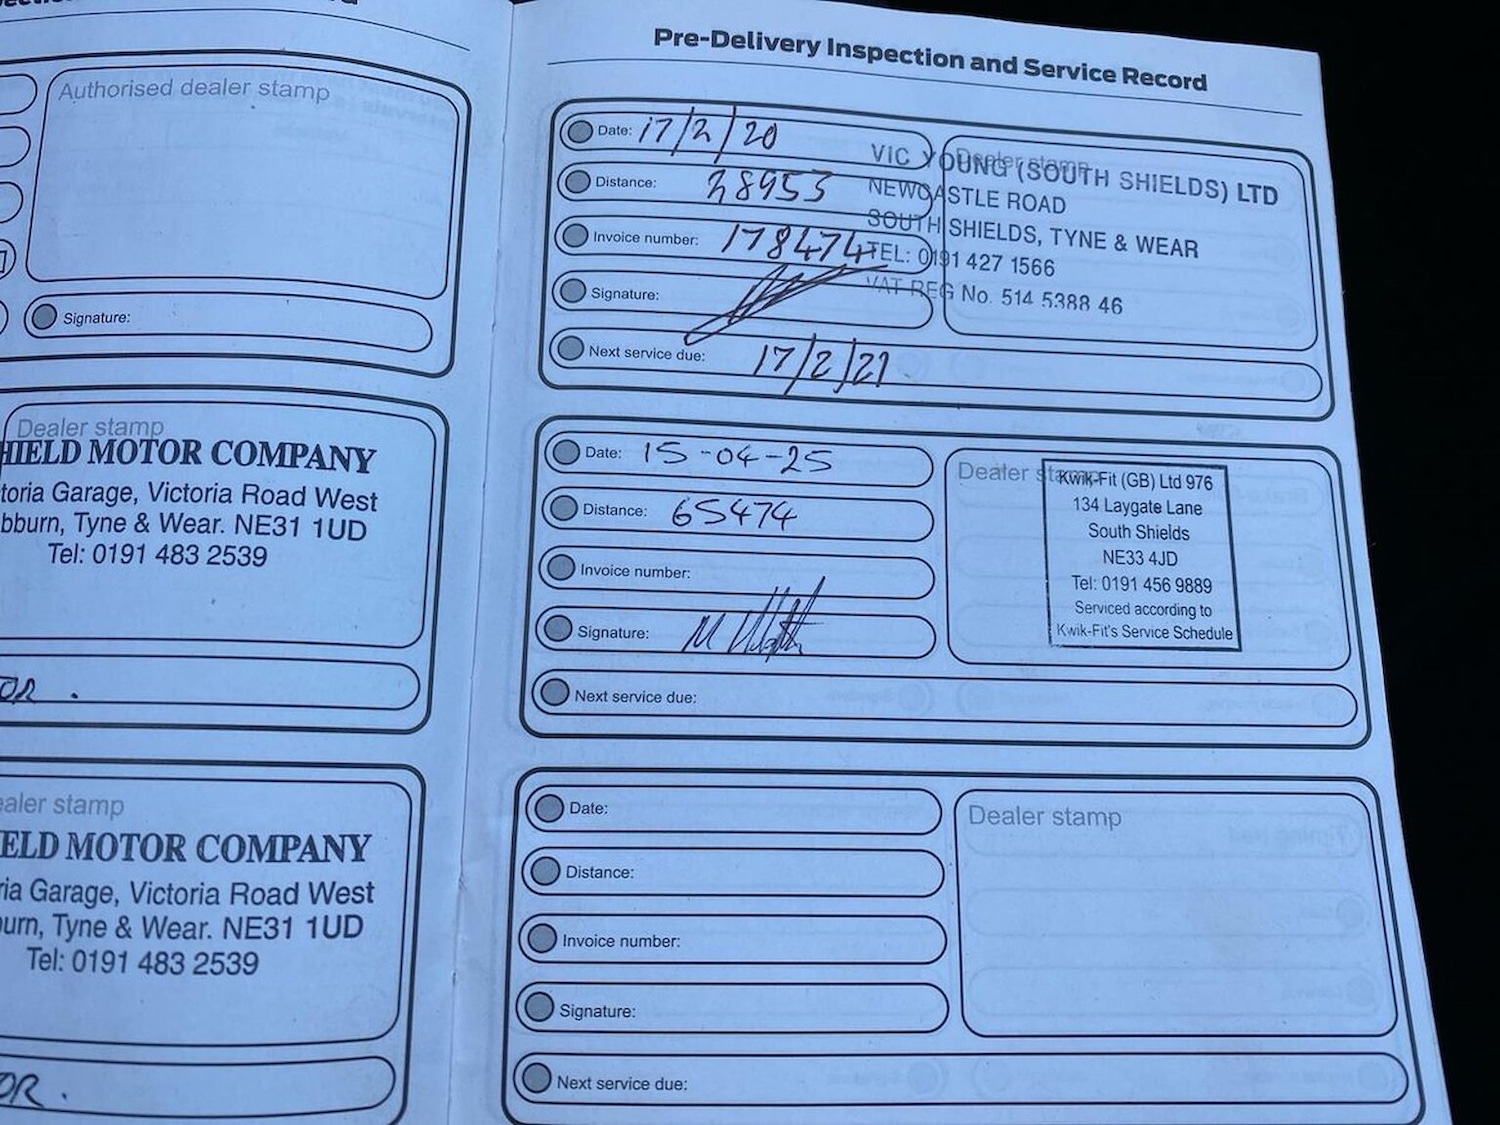 Authorised dealer stamp
Signature:
Dealer stamp
HIELD MOTOR COMPANY
toria Garage, Victoria Road West
bburn, Tyne & Wear. NE31 1UD
Tel: 0191 483 2539
OR .
ealer stamp
ELD MOTOR COMPANY
ria Garage, Victoria Road West
burn, Tyne & Wear. NE31 1UD
Tel: 0191 483 2539
OR .
Pre-Delivery Inspection and Service Record
Date: 17/2/20
Distance: 28953
Invoice number: 178474
Signature:
Next service due: 17/2/21
Dealer stamp
VIC YOUNG (SOUTH SHIELDS) LTD
NEWCASTLE ROAD
SOUTH SHIELDS, TYNE & WEAR
TEL: 0191 427 1566
VAT REG No. 514 5388 46
Date: 15-04-25
Distance: 65474
Invoice number:
Signature: M
Next service due:
Dealer stamp
Kwik-Fit (GB) Ltd 976
134 Laygate Lane
South Shields
NE33 4JD
Tel: 0191 456 9889
Serviced according to
Kwik-Fit's Service Schedule
Date:
Distance:
Invoice number:
Signature:
Next service due:
Dealer stamp